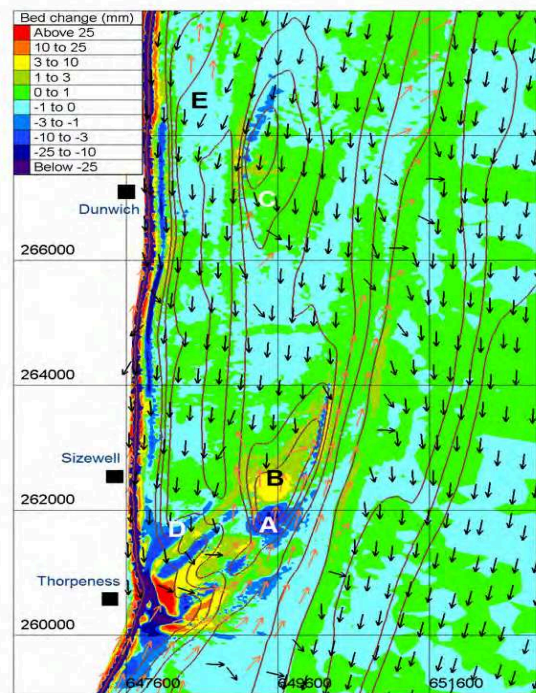 Bed change (mm)
Above 25
10 to 25
3 to 10
1 to 3
0 to 1
-1 to 0
-3 to -1
-10 to -3
-25 to -10
Below -25
E
Dunwich
C
266000
264000
Sizewell
B
262000
A
D
Thorpeness
260000
647600 649600 651600